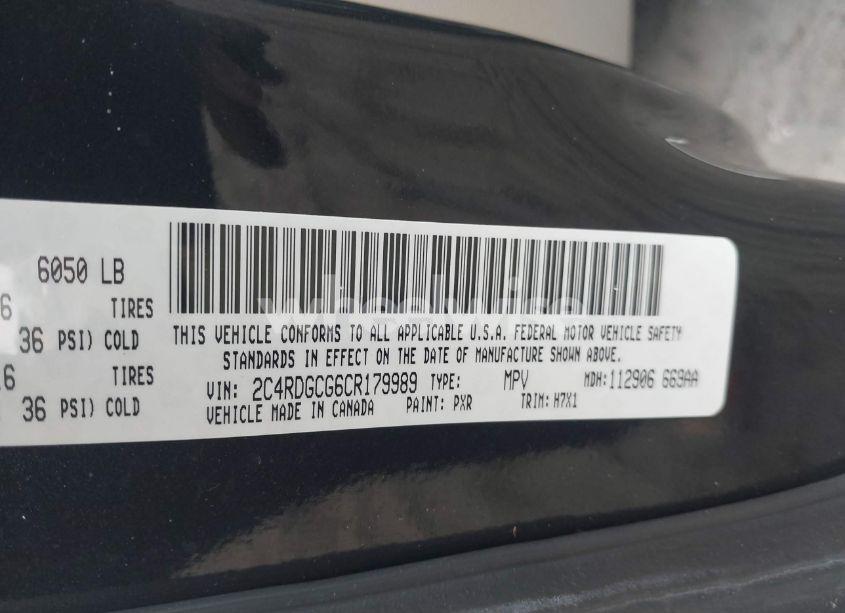 6050 LB
6 TIRES
36 PSI) COLD
16 TIRES
36 PSI) COLD
wheelwise
THIS VEHICLE CONFORMS TO ALL APPLICABLE U.S.A. FEDERAL MOTOR VEHICLE SAFETY
STANDARDS IN EFFECT ON THE DATE OF MANUFACTURE SHOWN ABOVE.
VIN: 2C4RDGCG6CR179989 TYPE: MPV MDH: 112906 669AA
VEHICLE MADE IN CANADA PAINT: PXR TRIM: H7X1